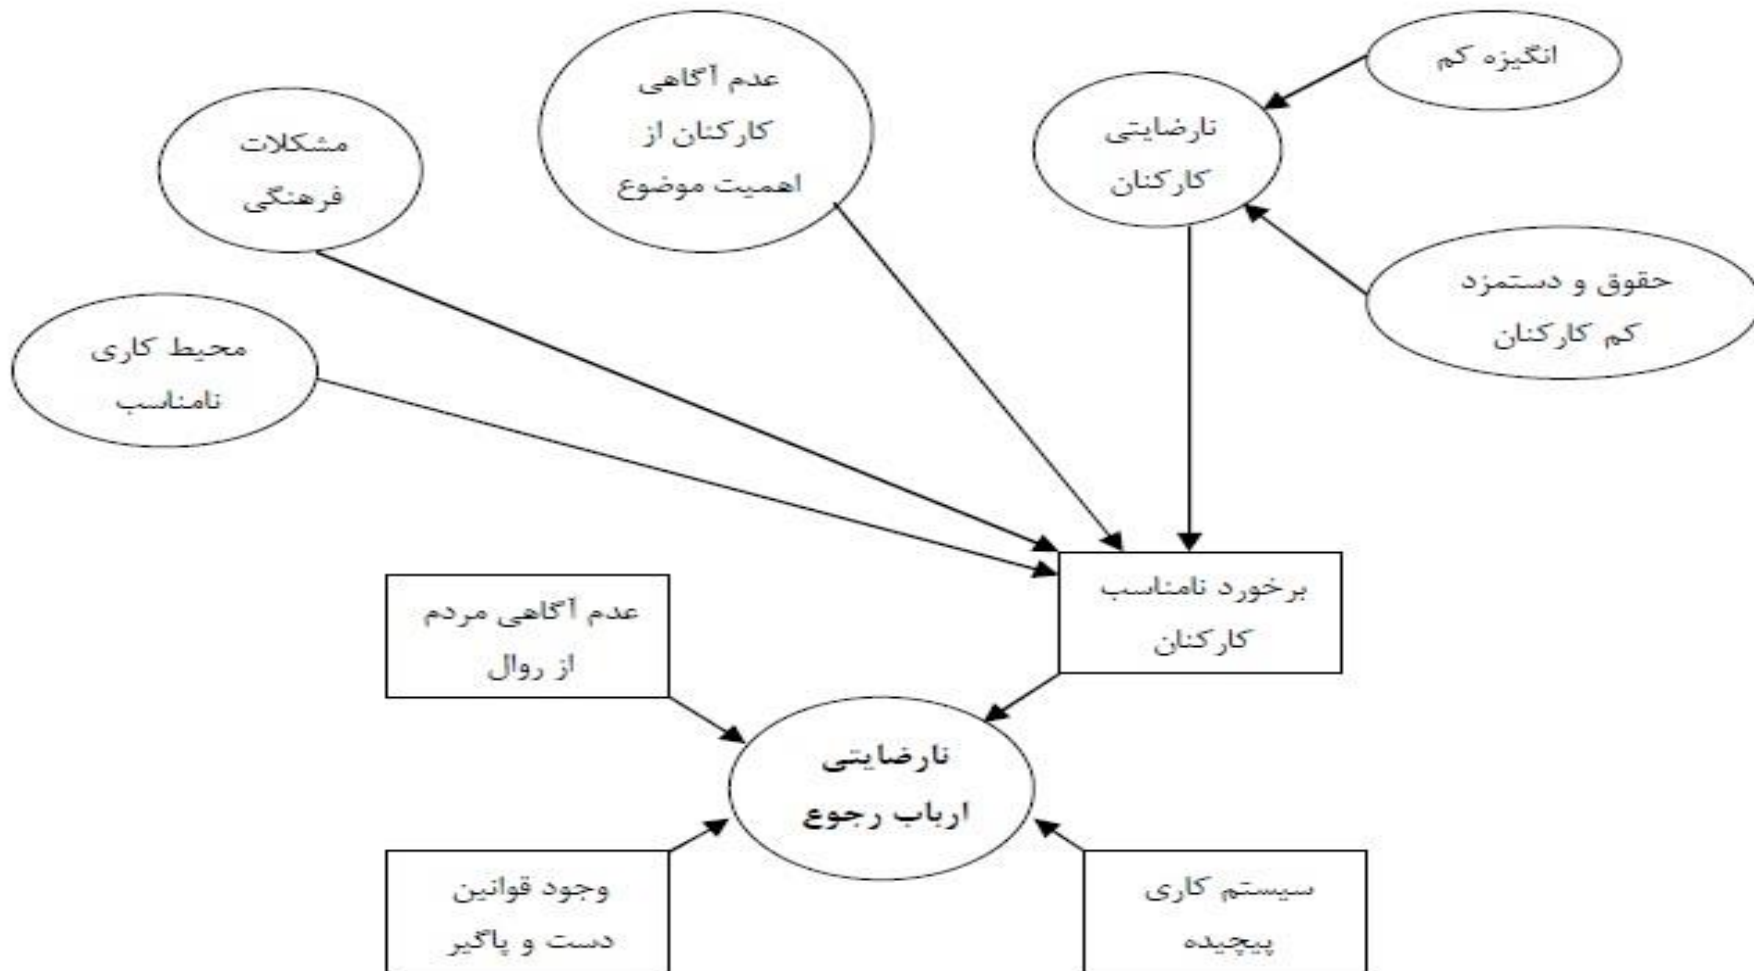 انگیزه کم
نارضایتی
کارکنان
عدم آگاهی
کارکنان از
اهمیت موضوع
مشکلات
فرهنگی
حقوق و دستمزد
کم کارکنان
محیط کاری
نامناسب
برخورد نامناسب
کارکنان
عدم آگاهی مردم
از روال
نارضایتی
ارباب رجوع
سیستم کاری
پیچیده
وجود قوانین
دست و پاگیر